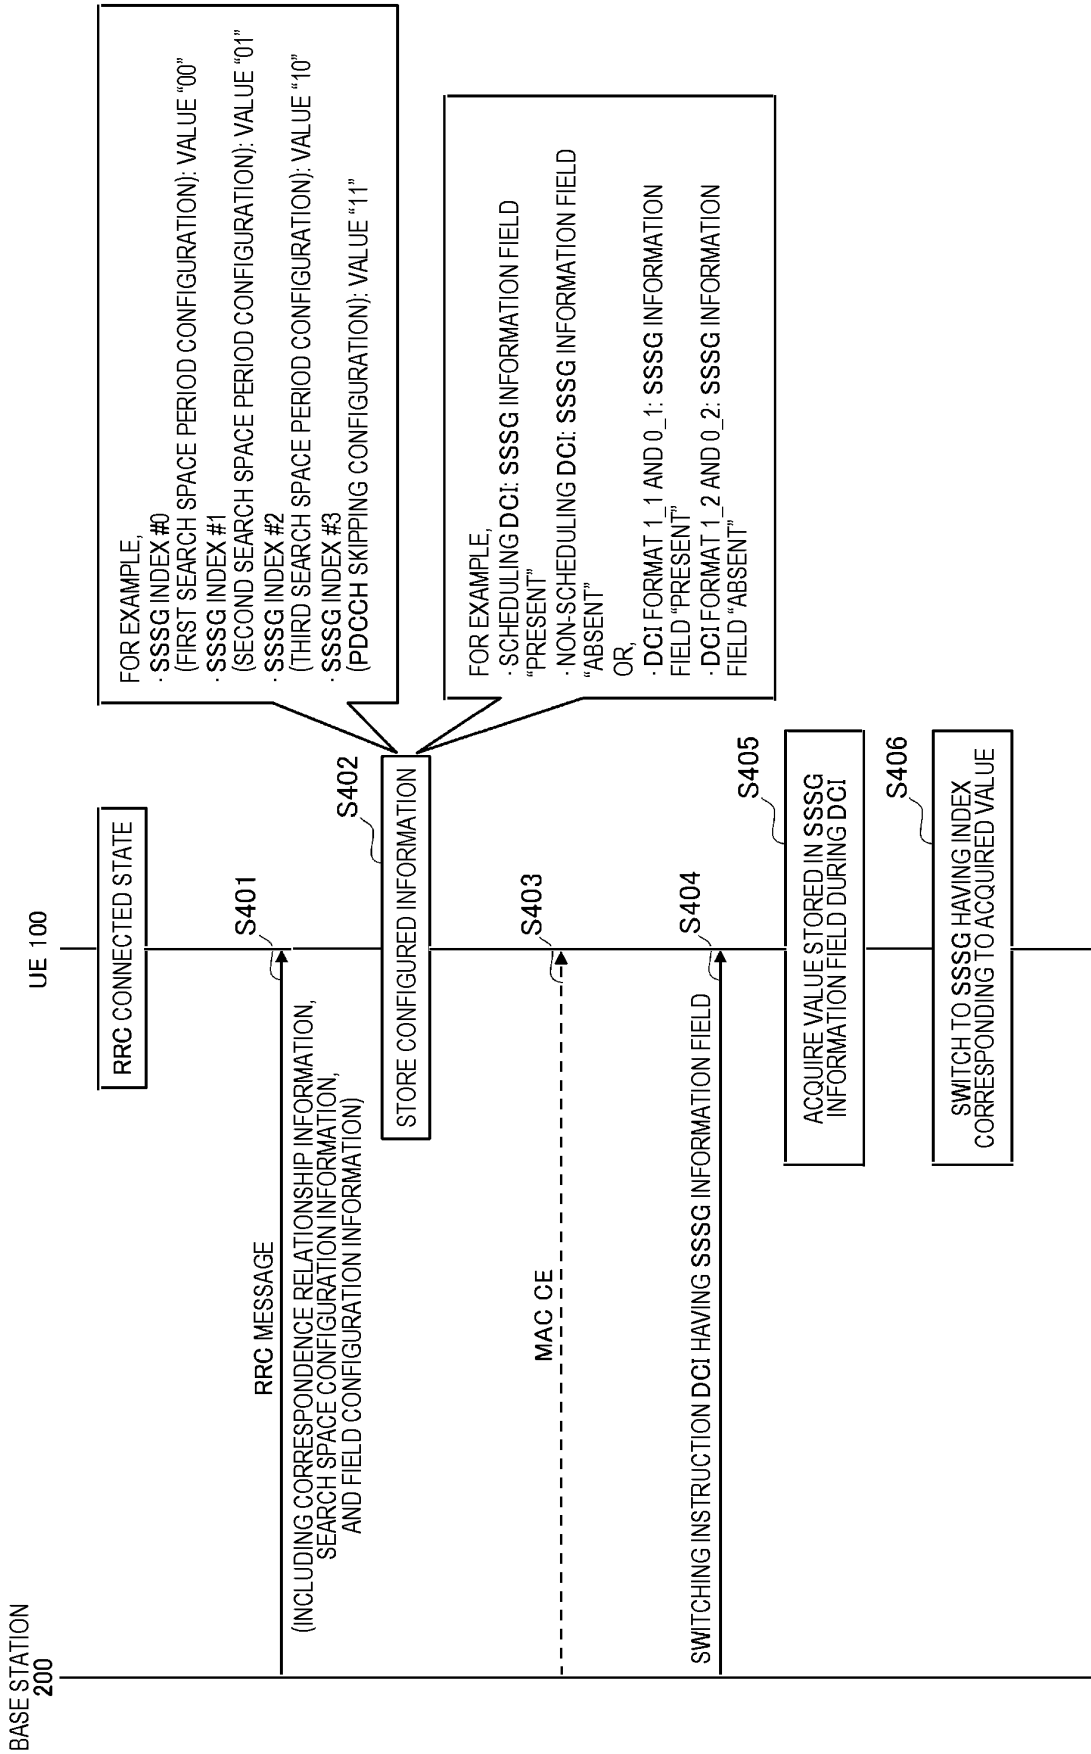 BASE STATION
200
UE 100
RRC CONNECTED STATE
S401
RRC MESSAGE
(INCLUDING CORRESPONDENCE RELATIONSHIP INFORMATION,
SEARCH SPACE CONFIGURATION INFORMATION,
AND FIELD CONFIGURATION INFORMATION)
S402
STORE CONFIGURED INFORMATION
FOR EXAMPLE,
· SSSG INDEX #0
(FIRST SEARCH SPACE PERIOD CONFIGURATION): VALUE “00”
· SSSG INDEX #1
(SECOND SEARCH SPACE PERIOD CONFIGURATION): VALUE “01”
· SSSG INDEX #2
(THIRD SEARCH SPACE PERIOD CONFIGURATION): VALUE “10”
· SSSG INDEX #3
(PDCCH SKIPPING CONFIGURATION): VALUE “11”
FOR EXAMPLE,
· SCHEDULING DCI: SSSG INFORMATION FIELD
“PRESENT”
· NON-SCHEDULING DCI: SSSG INFORMATION FIELD
“ABSENT”
OR,
· DCI FORMAT 1_1 AND 0_1: SSSG INFORMATION
FIELD “PRESENT”
· DCI FORMAT 1_2 AND 0_2: SSSG INFORMATION
FIELD “ABSENT”
S403
MAC CE
S404
SWITCHING INSTRUCTION DCI HAVING SSSG INFORMATION FIELD
S405
ACQUIRE VALUE STORED IN SSSG
INFORMATION FIELD DURING DCI
S406
SWITCH TO SSSG HAVING INDEX
CORRESPONDING TO ACQUIRED VALUE